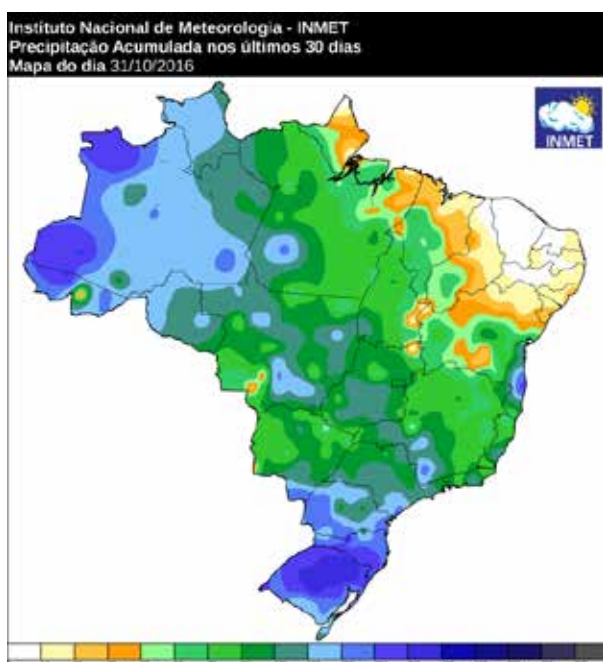 Instituto Nacional de Meteorologia - INMET
Precipitação Acumulada nos últimos 30 dias
Mapa do dia 31/10/2016
INMET